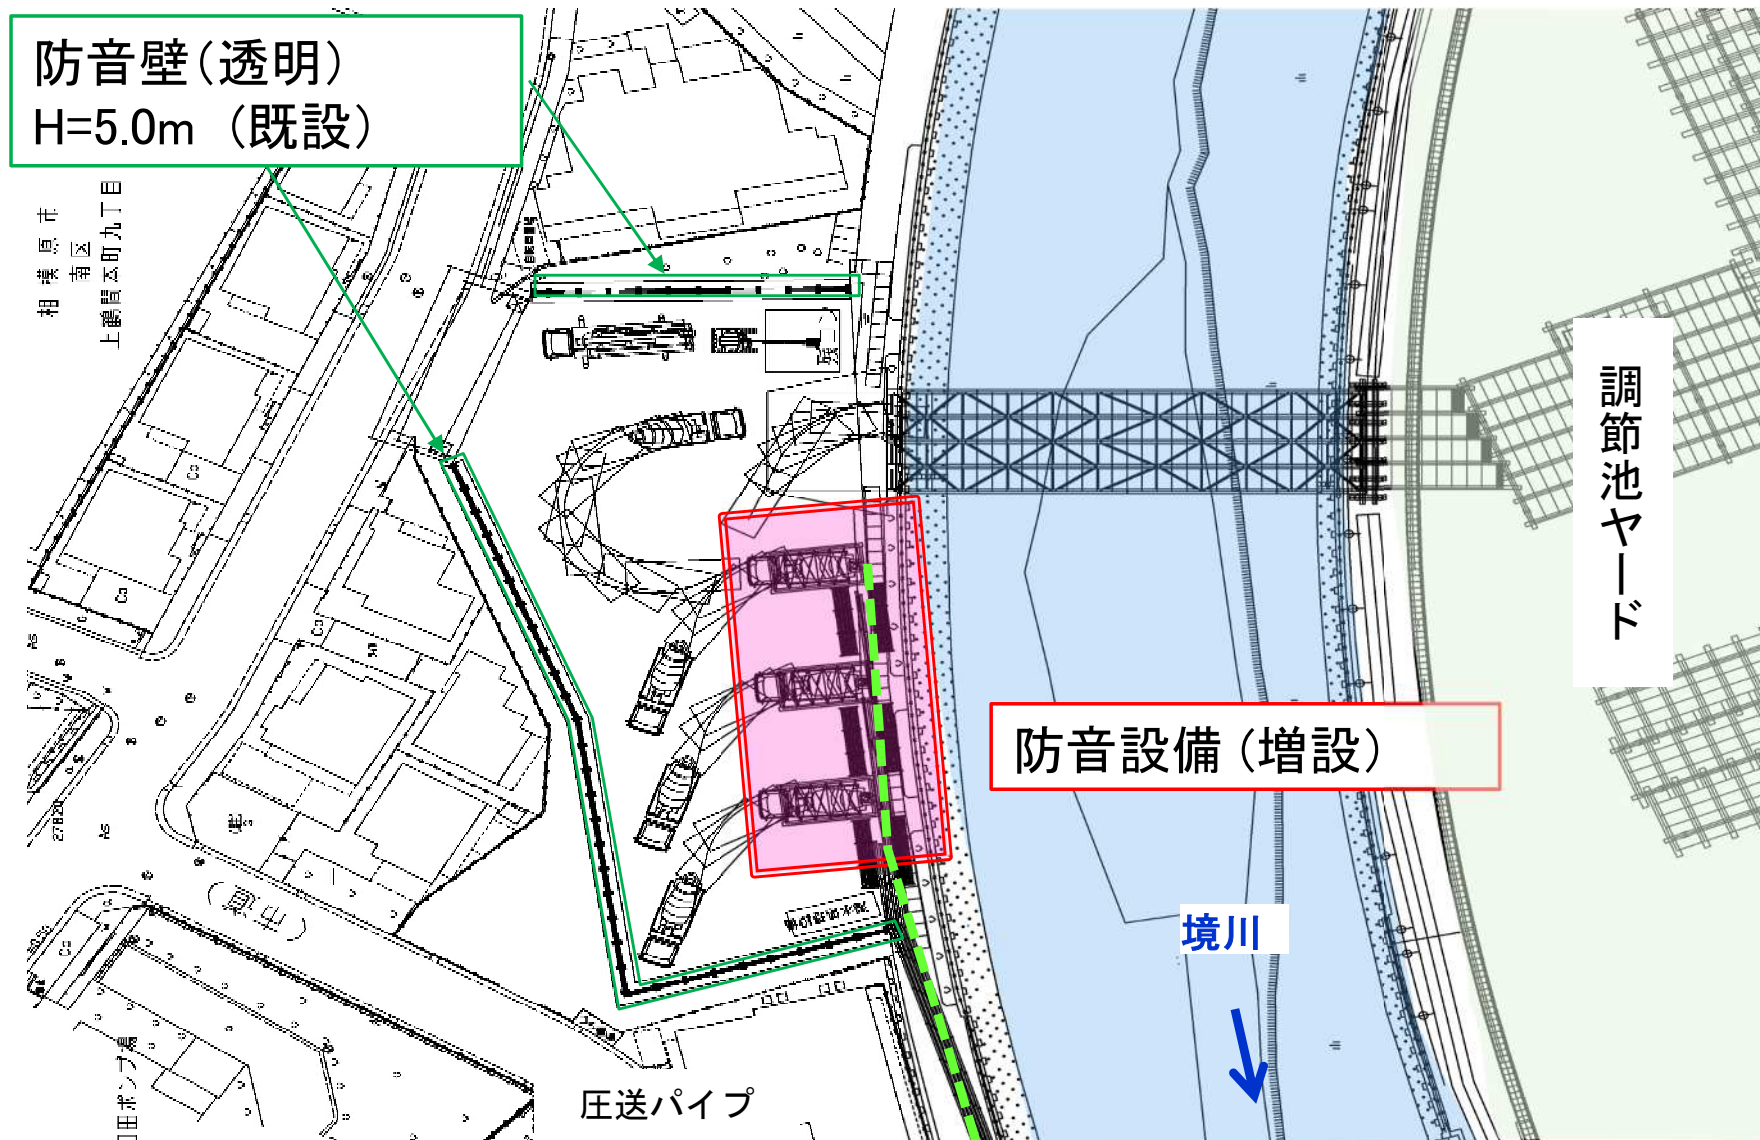 防音壁（透明）
H=5.0m （既設）
相模原市
南区
上鶴間本町九丁目
調節池ヤード
防音設備（増設）
境川
圧送パイプ